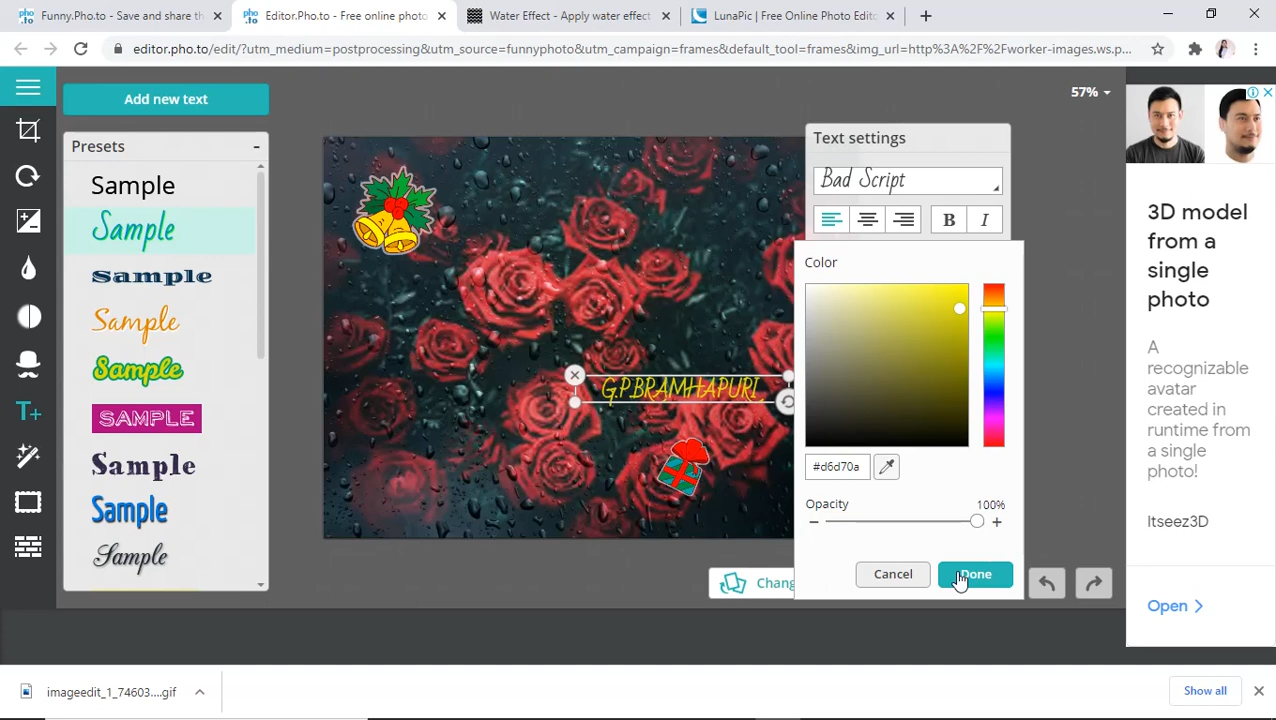 Funny.Pho.to - Save and share th
Editor.Pho.to - Free online photo
Water Effect - Apply water effect
LunaPic | Free Online Photo Editor
editor.pho.to/edit/?utm_medium=postprocessing&utm_source=funnyphoto&utm_campaign=frames&default_tool=frames&img_url=http%3A%2F%2Fworker-images.ws.p...
Add new text
57%
Presets
Sample
Sample
Sample
Sample
Sample
SAMPLE
Sample
Sample
Sample
T+
Text settings
Bad Script
B I
Color
#d6d70a
Opacity
100%
Cancel
Done
Chang
G.P.BRAMHAPURI,
3D model
from a
single
photo
A
recognizable
avatar
created in
runtime from
a single
photo!
Itseez3D
Open
imageedit_1_74603....gif
Show all